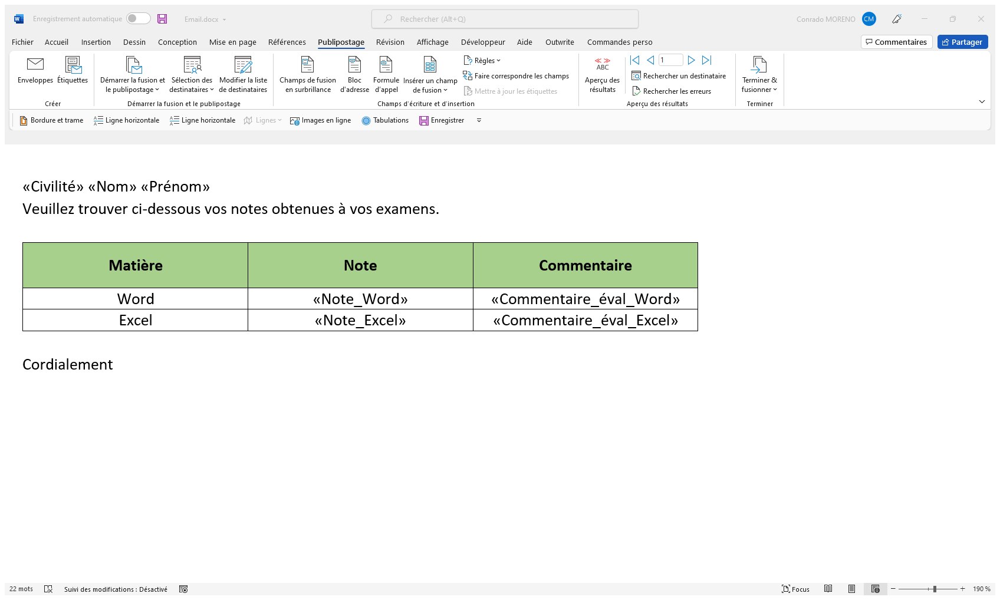 Enregistrement automatique
Email.docx
Rechercher (Alt+Q)
Conrado MORENO
CM
Fichier Accueil Insertion Dessin Conception Mise en page Références Publipostage Révision Affichage Développeur Aide Outwrite Commandes perso
Commentaires
Partager
Enveloppes
Étiquettes
Créer
Démarrer la fusion et
le publipostage
Sélection des
destinataires
Modifier la liste
de destinataires
Démarrer la fusion et le publipostage
Champs de fusion
en surbrillance
Bloc
d'adresse
Formule
d'appel
Insérer un champ
de fusion
Règles
Faire correspondre les champs
Mettre à jour les étiquettes
Champs d'écriture et d'insertion
ABC
Aperçu des
résultats
1
Rechercher un destinataire
Rechercher les erreurs
Aperçu des résultats
Terminer &
fusionner
Terminer
Bordure et trame Ligne horizontale Ligne horizontale Lignes Images en ligne Tabulations Enregistrer
«Civilité» «Nom» «Prénom»
Veuillez trouver ci-dessous vos notes obtenues à vos examens.
Matière Note Commentaire
Word «Note_Word» «Commentaire_éval_Word»
Excel «Note_Excel» «Commentaire_éval_Excel»
Cordialement
22 mots
Suivi des modifications : Désactivé
Focus
190 %